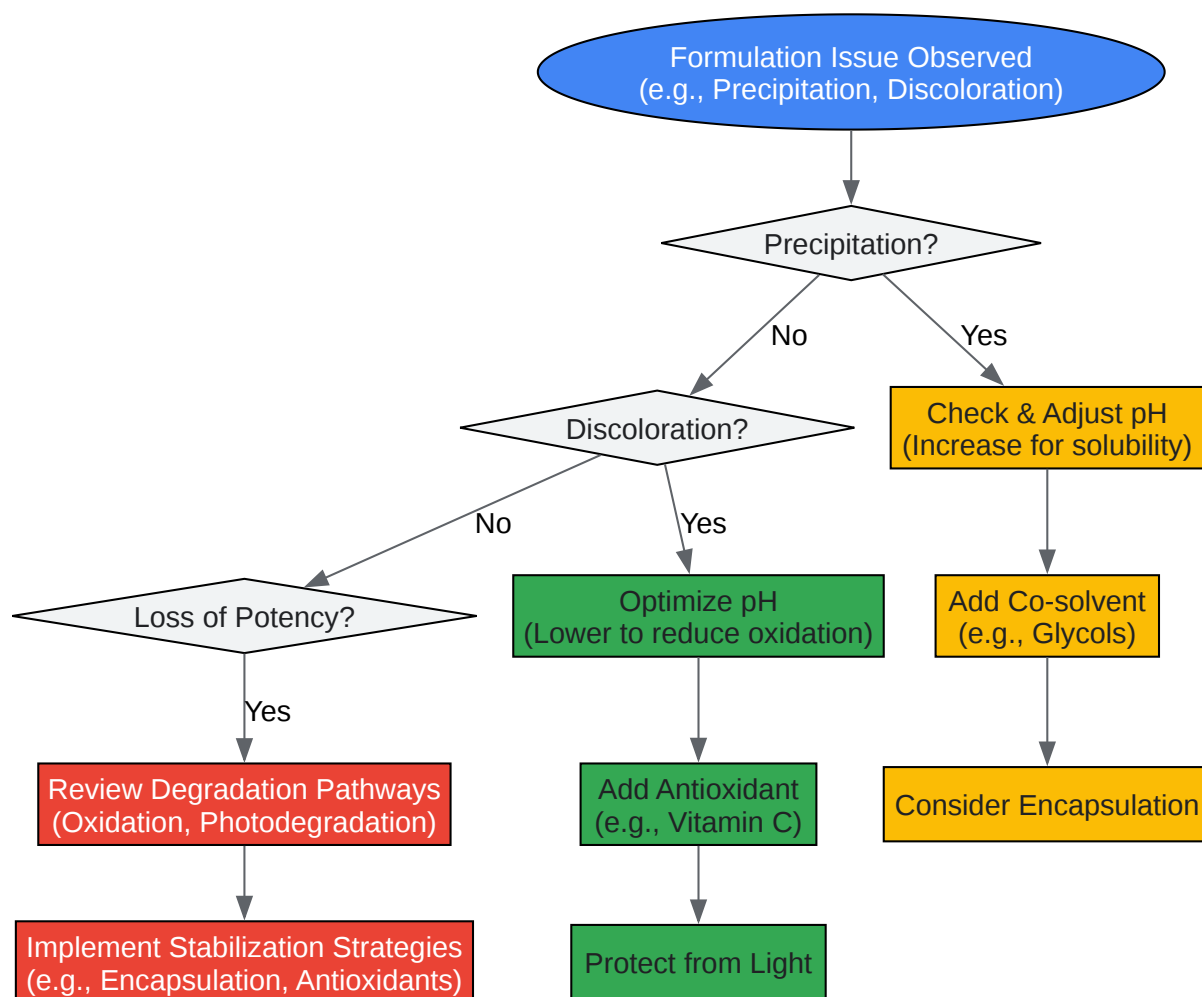 Formulation Issue Observed
(e.g., Precipitation, Discoloration)
Precipitation?
No
Yes
Discoloration?
Check & Adjust pH
(Increase for solubility)
No
Yes
Loss of Potency?
Optimize pH
(Lower to reduce oxidation)
Add Co-solvent
(e.g., Glycols)
Yes
Review Degradation Pathways
(Oxidation, Photodegradation)
Add Antioxidant
(e.g., Vitamin C)
Consider Encapsulation
Implement Stabilization Strategies
(e.g., Encapsulation, Antioxidants)
Protect from Light